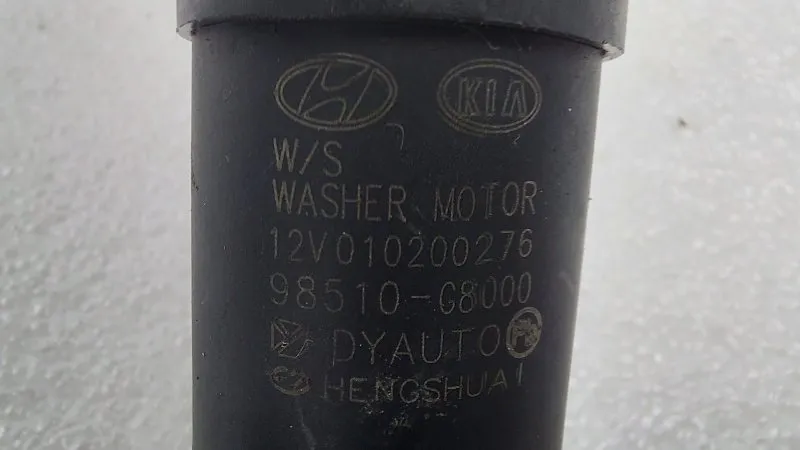 KIA
W/S
WASHER MOTOR
12V010200276
98510-G8000
DYAUTO
HENGSHUAI